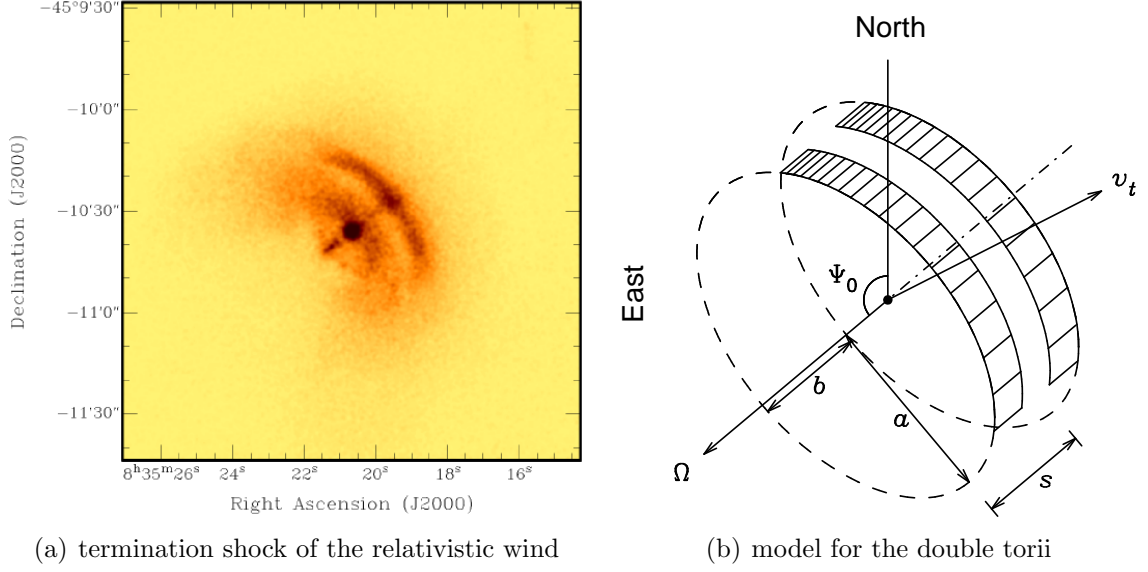 −45°9'30"
−10'0"
−10'30"
−11'0"
−11'30"
Declination (J2000)
8ʰ35ᵐ26ˢ 24ˢ 22ˢ 20ˢ 18ˢ 16ˢ
Right Ascension (J2000)
(a) termination shock of the relativistic wind
North
East
v_t
Ψ₀
b
a
Ω
s
(b) model for the double torii